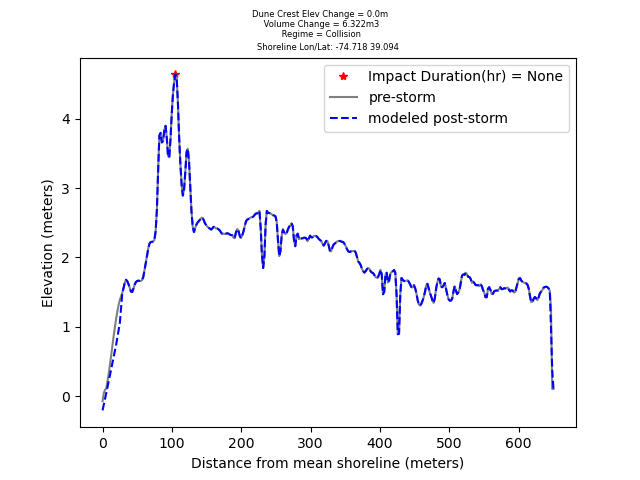 Dune Crest Elev Change = 0.0m
Volume Change = 6.322m3
Regime = Collision
Shoreline Lon/Lat: -74.718 39.094
Impact Duration(hr) = None
pre-storm
modeled post-storm
Elevation (meters)
4
3
2
1
0
0 100 200 300 400 500 600
Distance from mean shoreline (meters)